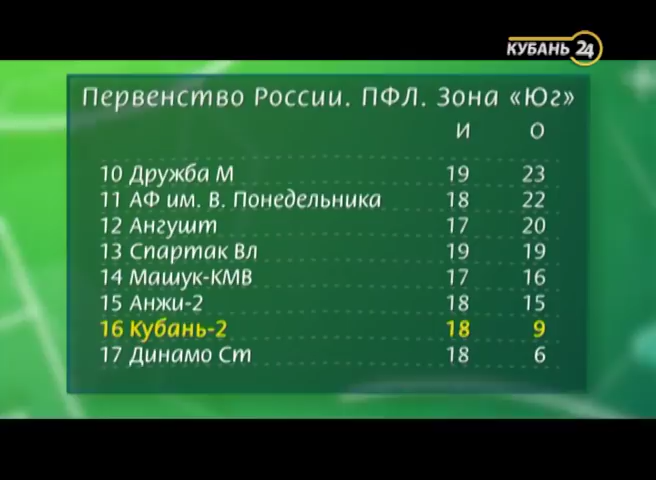 КУБАНЬ 24
Первенство России. ПФЛ. Зона «Юг»
И О
10 Дружба М 19 23
11 АФ им. В. Понедельника 18 22
12 Ангушт 17 20
13 Спартак Вл 19 19
14 Машук-КМВ 17 16
15 Анжи-2 18 15
16 Кубань-2 18 9
17 Динамо Ст 18 6